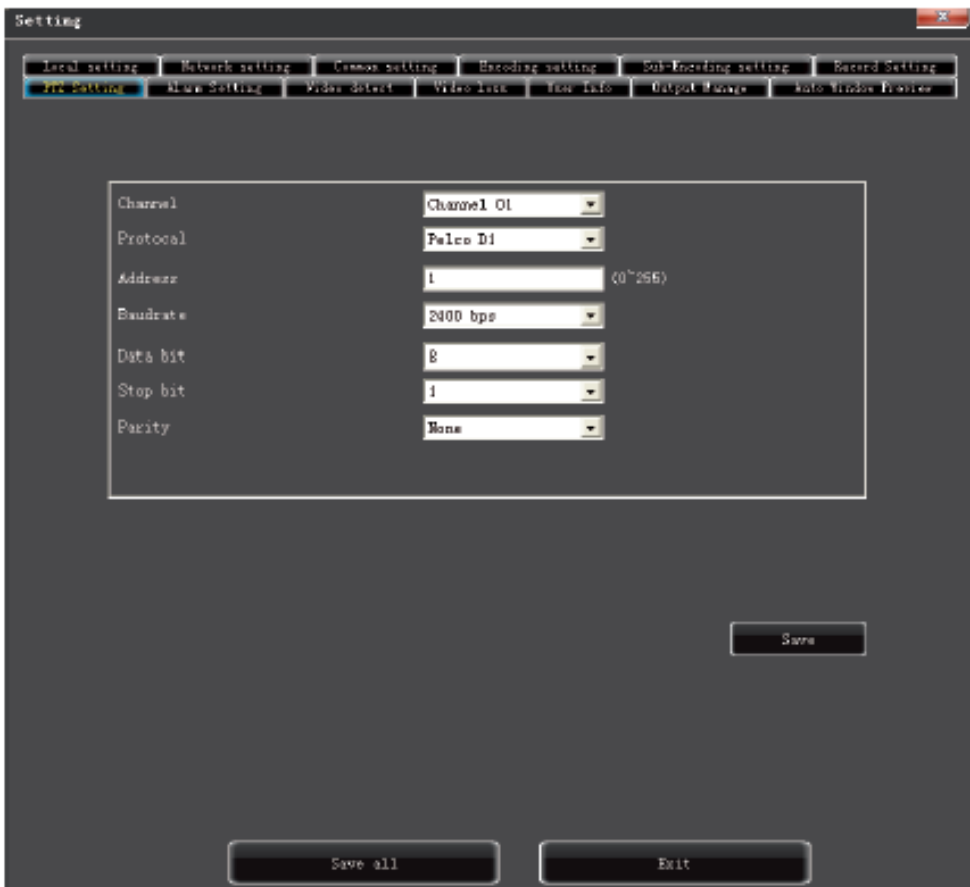 Setting
Local setting Network setting Common setting Encoding setting Sub-Encoding setting Record Setting
PTZ Setting Alarm Setting Video detect Video loss User Info Output Manage Auto Window Preview
Channel Channel 01
Protocal Pelco D1
Address 1 (0~255)
Baudrate 2400 bps
Data bit 8
Stop bit 1
Parity None
Save
Save all Exit